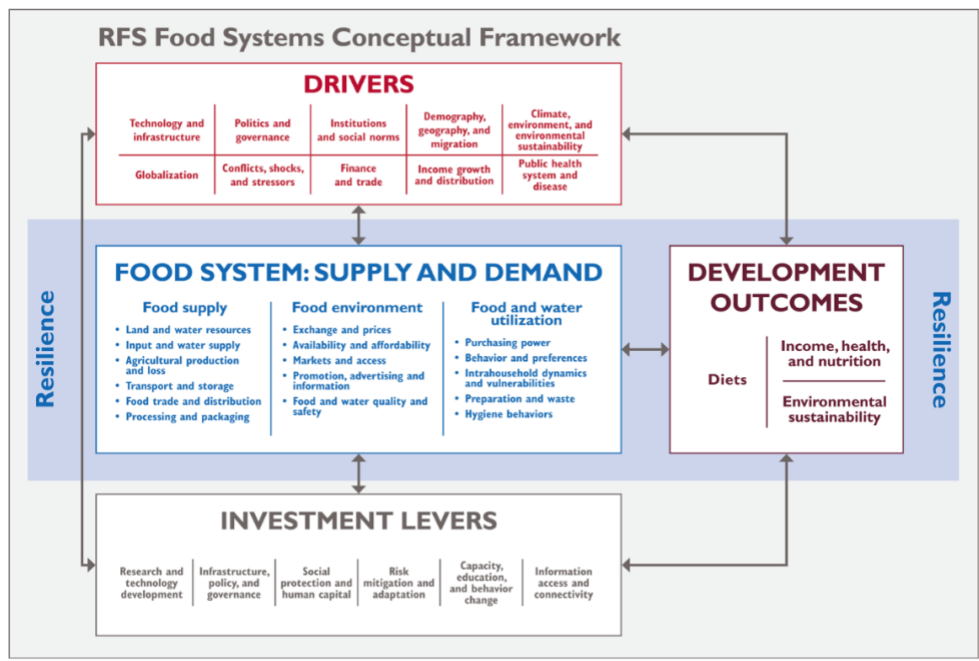 RFS Food Systems Conceptual Framework
DRIVERS
Technology and
infrastructure
Politics and
governance
Institutions
and social norms
Demography,
geography, and
migration
Climate,
environment, and
environmental
sustainability
Globalization
Conflicts, shocks,
and stressors
Finance
and trade
Income growth
and distribution
Public health
system and
disease
Resilience
FOOD SYSTEM: SUPPLY AND DEMAND
Food supply
• Land and water resources
• Input and water supply
• Agricultural production
and loss
• Transport and storage
• Food trade and distribution
• Processing and packaging
Food environment
• Exchange and prices
• Availability and affordability
• Markets and access
• Promotion, advertising and
information
• Food and water quality and
safety
Food and water
utilization
• Purchasing power
• Behavior and preferences
• Intrahousehold dynamics
and vulnerabilities
• Preparation and waste
• Hygiene behaviors
DEVELOPMENT
OUTCOMES
Diets
Income, health,
and nutrition
Environmental
sustainability
Resilience
INVESTMENT LEVERS
Research and
technology
development
Infrastructure,
policy, and
governance
Social
protection and
human capital
Risk
mitigation and
adaptation
Capacity,
education,
and behavior
change
Information
access and
connectivity